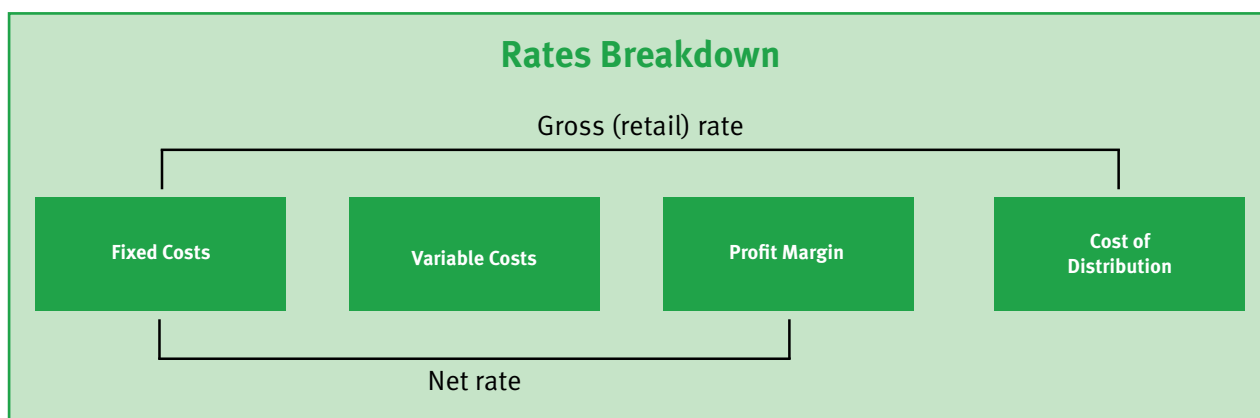 Rates Breakdown
Gross (retail) rate
Fixed Costs
Variable Costs
Profit Margin
Cost of
Distribution
Net rate